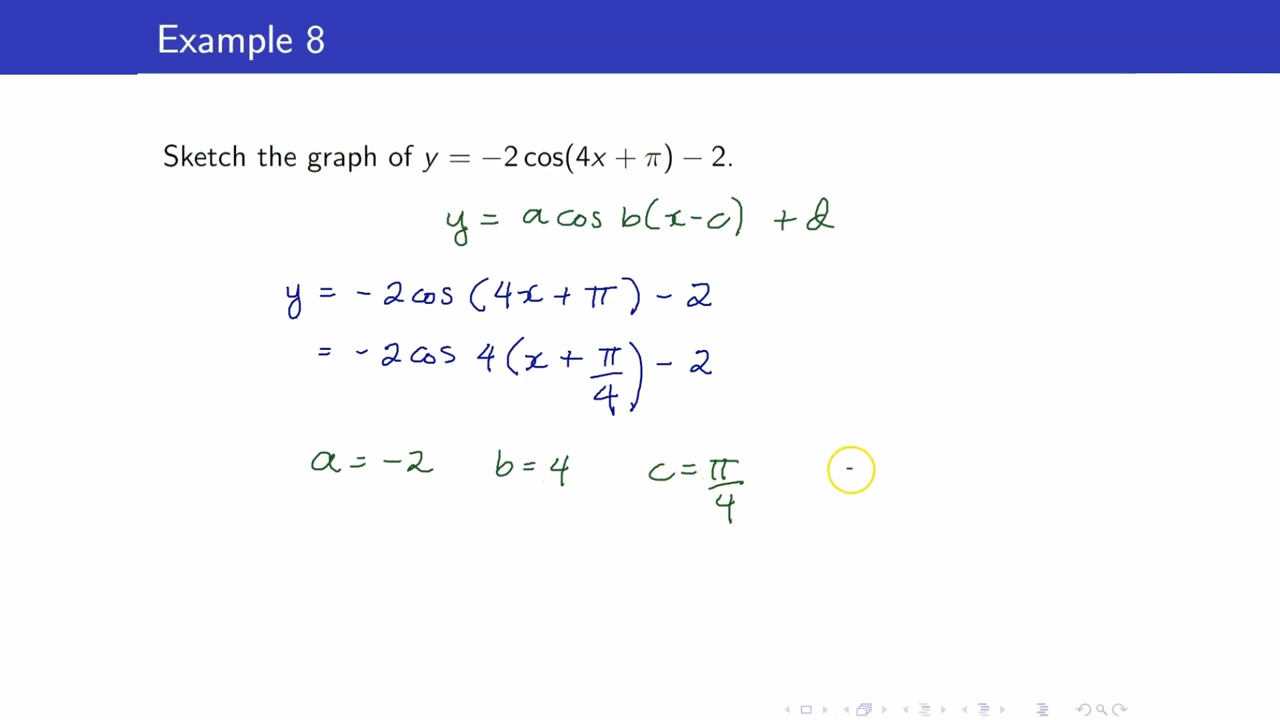 Example 8
Sketch the graph of y = −2 cos(4x + π) − 2.
y = a cos b(x-c) + d
y = -2 cos (4x + π) - 2
= -2 cos 4(x + π/4) - 2
a = -2 b = 4 c = π/4 -